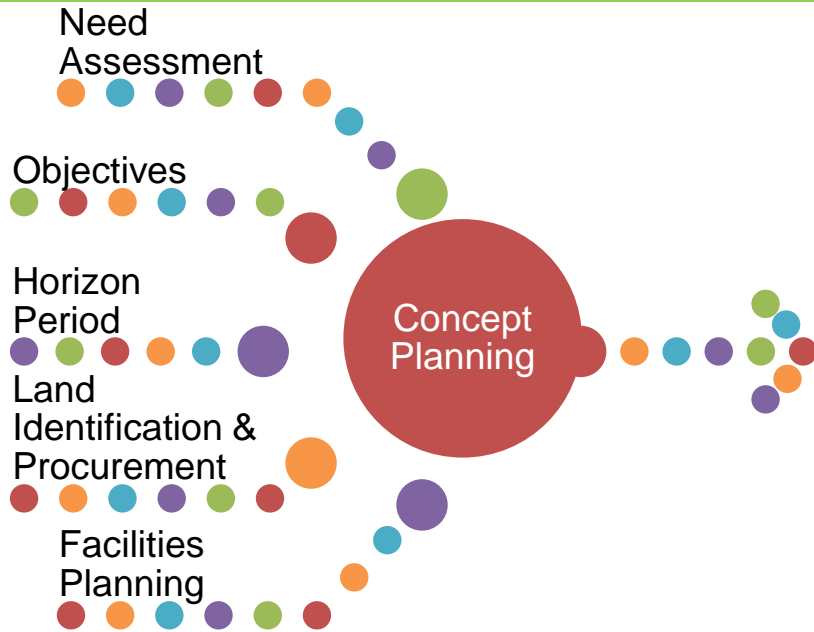 Need
Assessment
Objectives
Horizon
Period
Land
Identification &
Procurement
Facilities
Planning
Concept
Planning